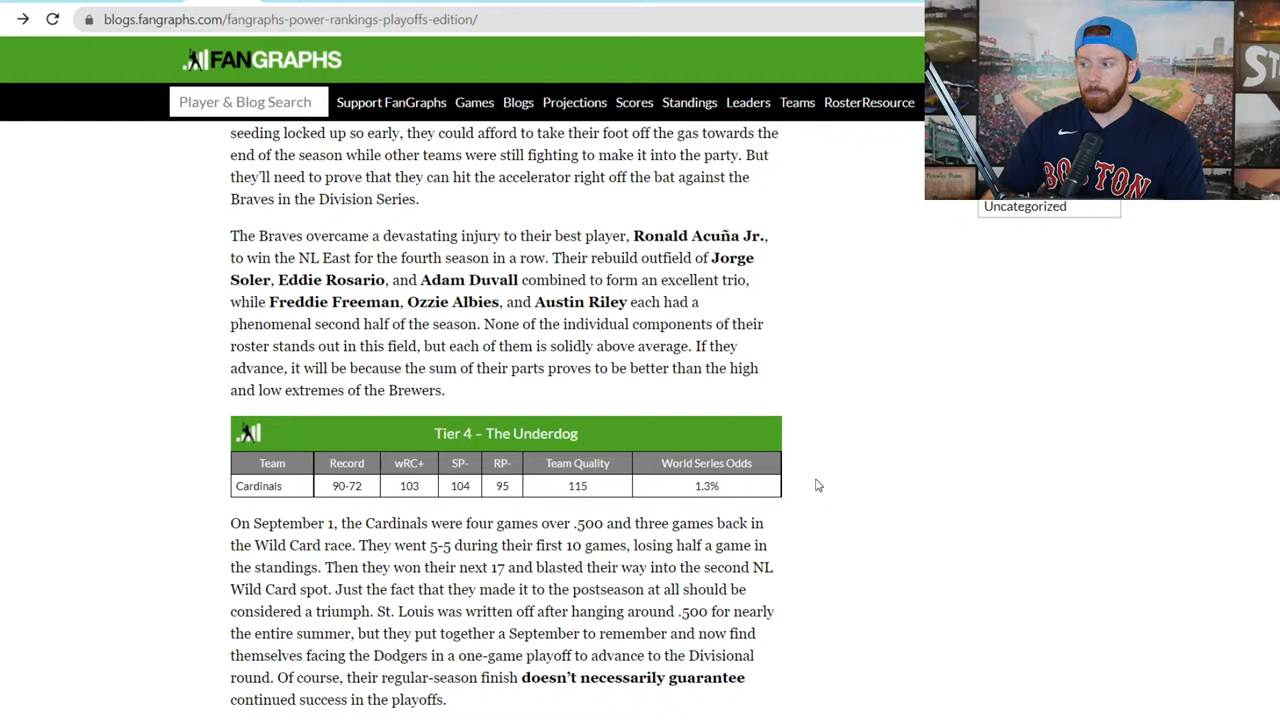 blogs.fangraphs.com/fangraphs-power-rankings-playoffs-edition/
FANGRAPHS
Player & Blog Search Support FanGraphs Games Blogs Projections Scores Standings Leaders Teams RosterResource
seeding locked up so early, they could afford to take their foot off the gas towards the
end of the season while other teams were still fighting to make it into the party. But
they'll need to prove that they can hit the accelerator right off the bat against the
Braves in the Division Series.
Uncategorized
BOSTON
The Braves overcame a devastating injury to their best player, Ronald Acuña Jr.,
to win the NL East for the fourth season in a row. Their rebuild outfield of Jorge
Soler, Eddie Rosario, and Adam Duvall combined to form an excellent trio,
while Freddie Freeman, Ozzie Albies, and Austin Riley each had a
phenomenal second half of the season. None of the individual components of their
roster stands out in this field, but each of them is solidly above average. If they
advance, it will be because the sum of their parts proves to be better than the high
and low extremes of the Brewers.
Tier 4 – The Underdog
Team Record wRC+ SP- RP- Team Quality World Series Odds
Cardinals 90-72 103 104 95 115 1.3%
On September 1, the Cardinals were four games over .500 and three games back in
the Wild Card race. They went 5-5 during their first 10 games, losing half a game in
the standings. Then they won their next 17 and blasted their way into the second NL
Wild Card spot. Just the fact that they made it to the postseason at all should be
considered a triumph. St. Louis was written off after hanging around .500 for nearly
the entire summer, but they put together a September to remember and now find
themselves facing the Dodgers in a one-game playoff to advance to the Divisional
round. Of course, their regular-season finish doesn't necessarily guarantee
continued success in the playoffs.